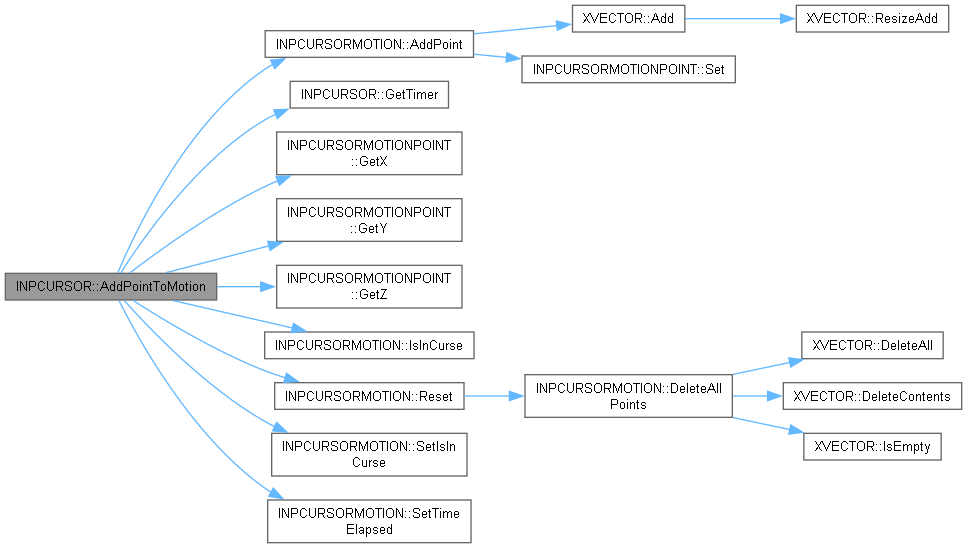 INPCURSOR::AddPointToMotion
INPCURSORMOTION::AddPoint
XVECTOR::Add
XVECTOR::ResizeAdd
INPCURSORMOTIONPOINT::Set
INPCURSOR::GetTimer
INPCURSORMOTIONPOINT
::GetX
INPCURSORMOTIONPOINT
::GetY
INPCURSORMOTIONPOINT
::GetZ
INPCURSORMOTION::IsInCurse
INPCURSORMOTION::Reset
INPCURSORMOTION::DeleteAll
Points
XVECTOR::DeleteAll
XVECTOR::DeleteContents
XVECTOR::IsEmpty
INPCURSORMOTION::SetIsIn
Curse
INPCURSORMOTION::SetTime
Elapsed